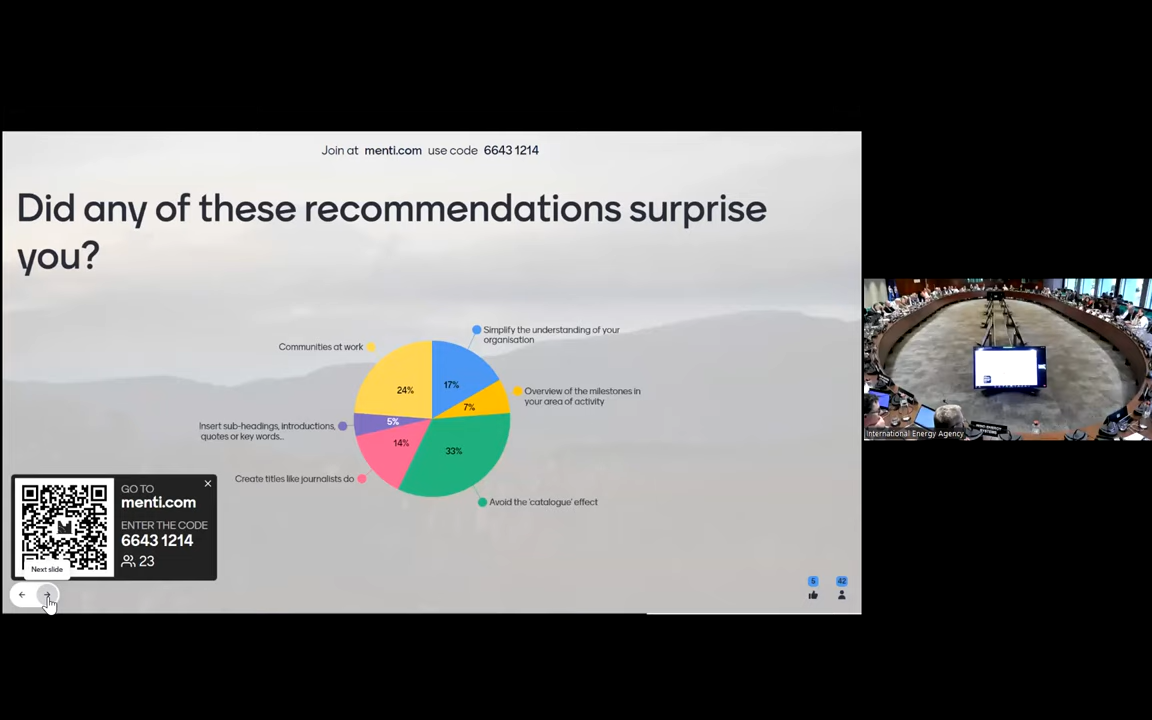 Join at menti.com use code 6643 1214
Did any of these recommendations surprise
you?
Simplify the understanding of your
organisation
Communities at work
24%
17%
Overview of the milestones in
your area of activity
7%
Insert sub-headings, introductions,
quotes or key words...
5%
14%
33%
Create titles like journalists do
Avoid the 'catalogue' effect
GO TO
menti.com
ENTER THE CODE
6643 1214
23
Next slide
5
42
International Energy Agency